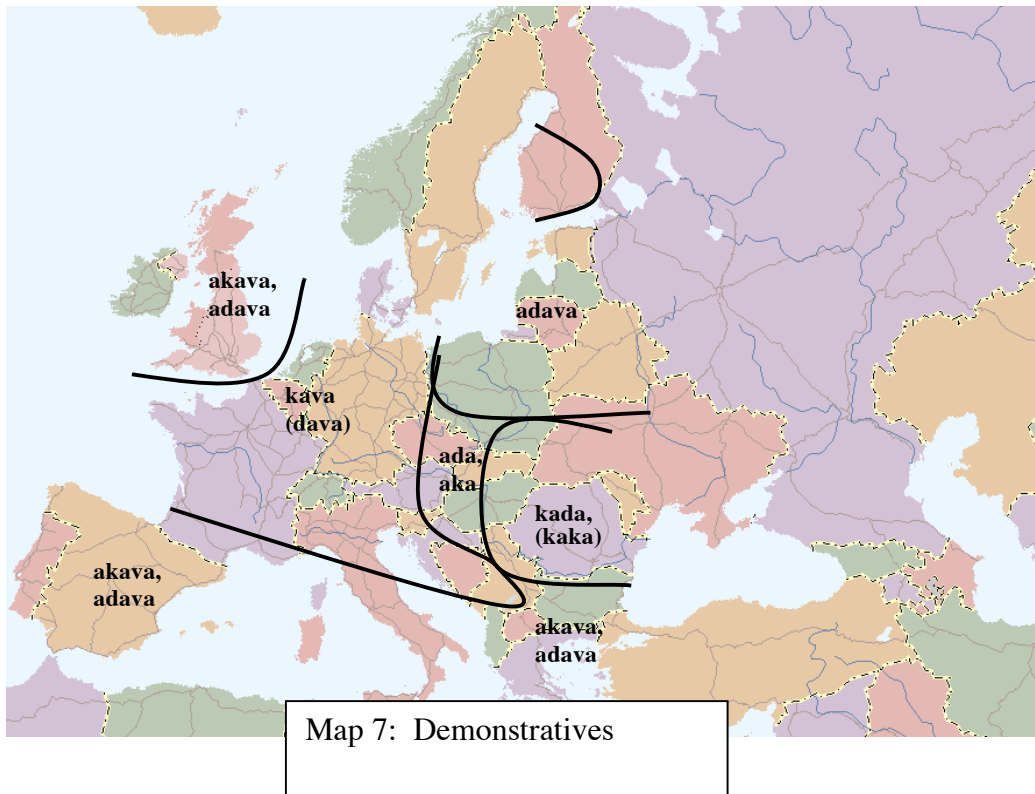 akava,
adava
adava
kava
(dava)
ada,
aka
kada,
(kaka)
akava,
adava
akava,
adava
Map 7: Demonstratives